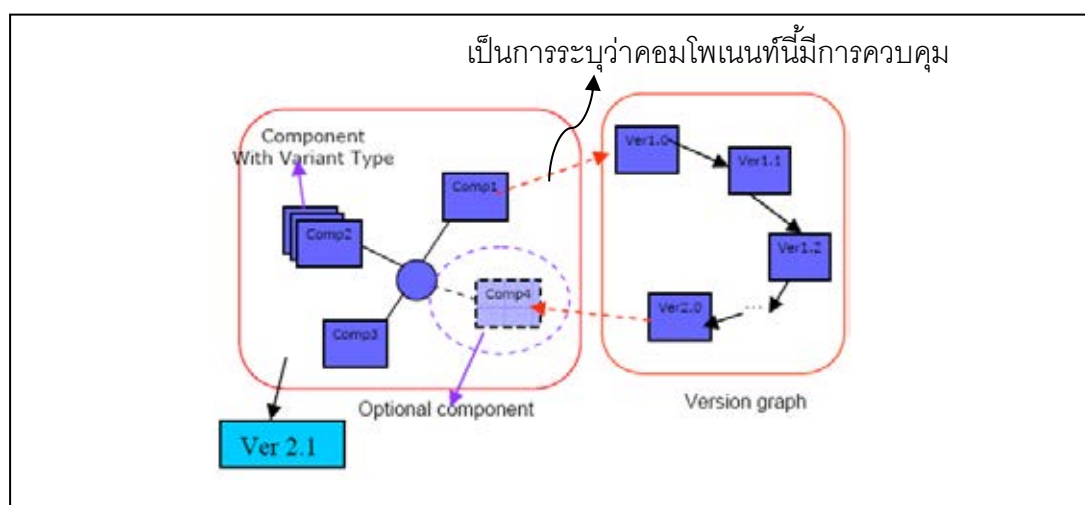 เป็นการระบุว่าคอมโพเนนท์นี้มีการควบคุม
Component
With Variant Type
Comp1
Comp2
Comp3
Comp4
Ver1.0
Ver1.1
Ver1.2
...
Ver2.0
Optional component
Version graph
Ver 2.1